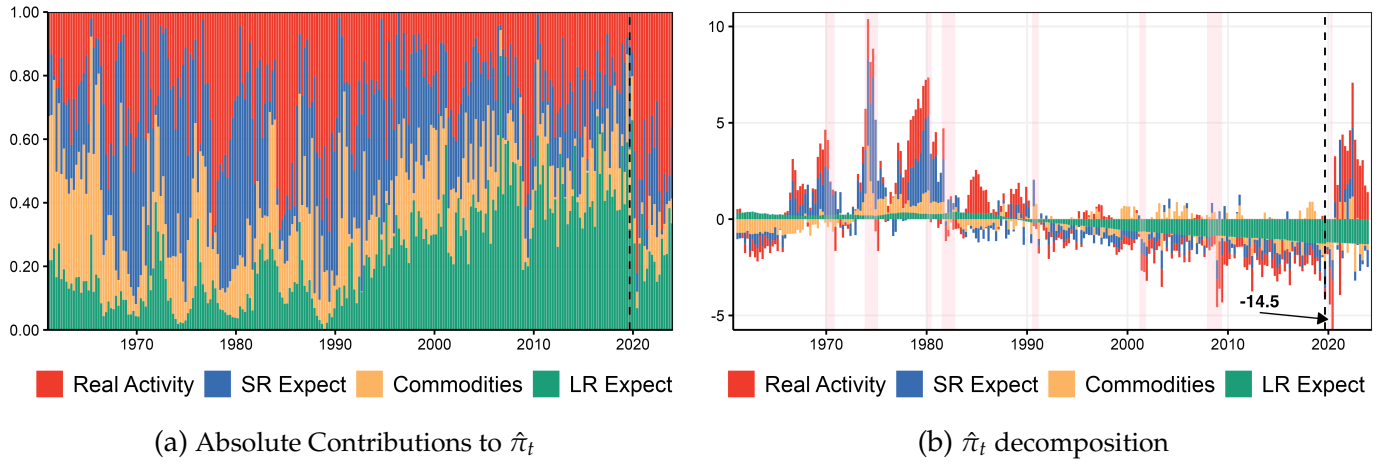 1.00
0.80
0.60
0.40
0.20
0.00
1970 1980 1990 2000 2010 2020
Real Activity SR Expect Commodities LR Expect
(a) Absolute Contributions to π̂t
10
5
0
-5
-14.5
1970 1980 1990 2000 2010 2020
Real Activity SR Expect Commodities LR Expect
(b) π̂t decomposition